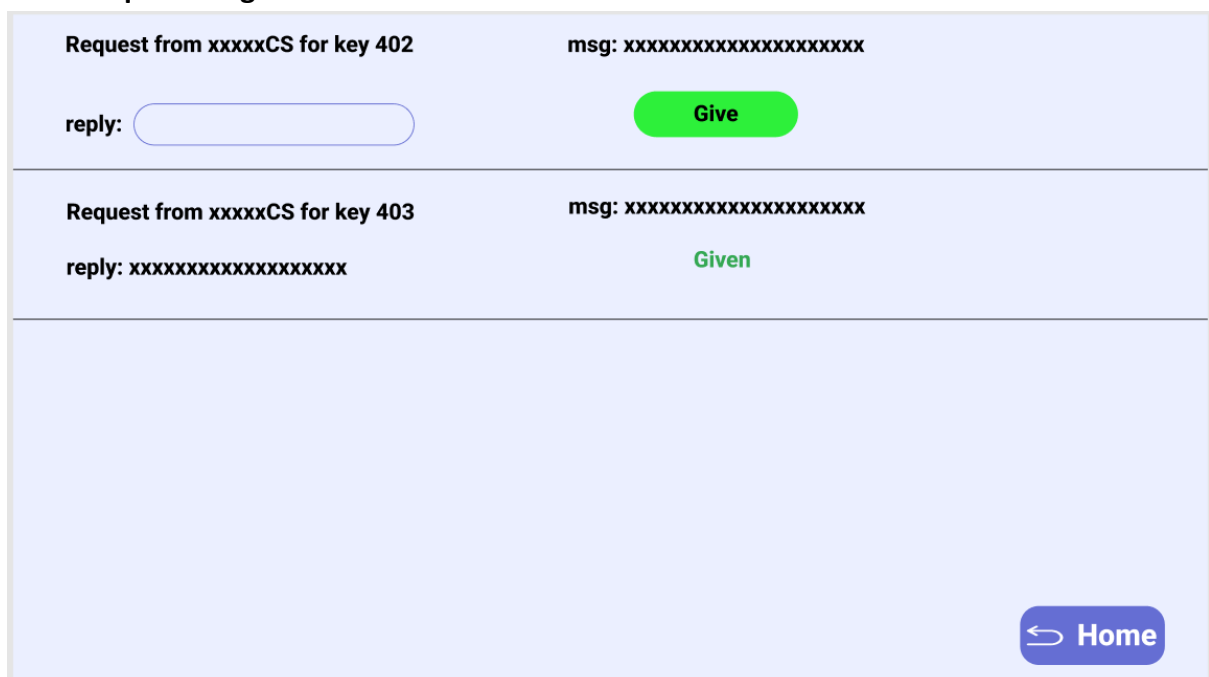 Request from xxxxxCS for key 402 msg: xxxxxxxxxxxxxxxxxxxxx
reply: Give
Request from xxxxxCS for key 403 msg: xxxxxxxxxxxxxxxxxxxxx
reply: xxxxxxxxxxxxxxxxxxx Given
Home